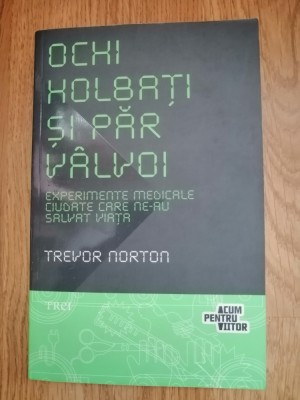 OCHI
HOLBAȚI
ȘI PĂR
VÂLVOI
EXPERIMENTE MEDICALE
CIUDATE CARE NE-AU
SALVAT VIAȚA
TREVOR NORTON
TREI
ACUM
PENTRU
VIITOR